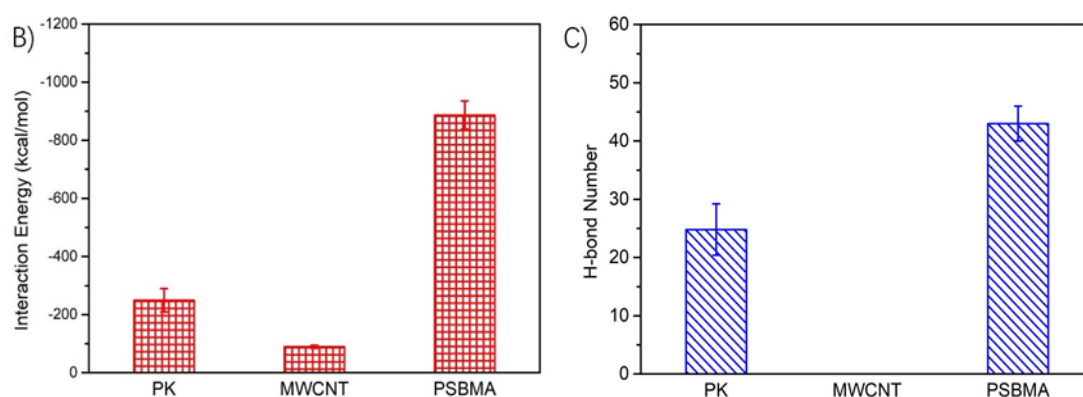 B)
Interaction Energy (kcal/mol)
-1200
-1000
-800
-600
-400
-200
0
PK MWCNT PSBMA
C)
H-bond Number
60
50
40
30
20
10
0
PK MWCNT PSBMA